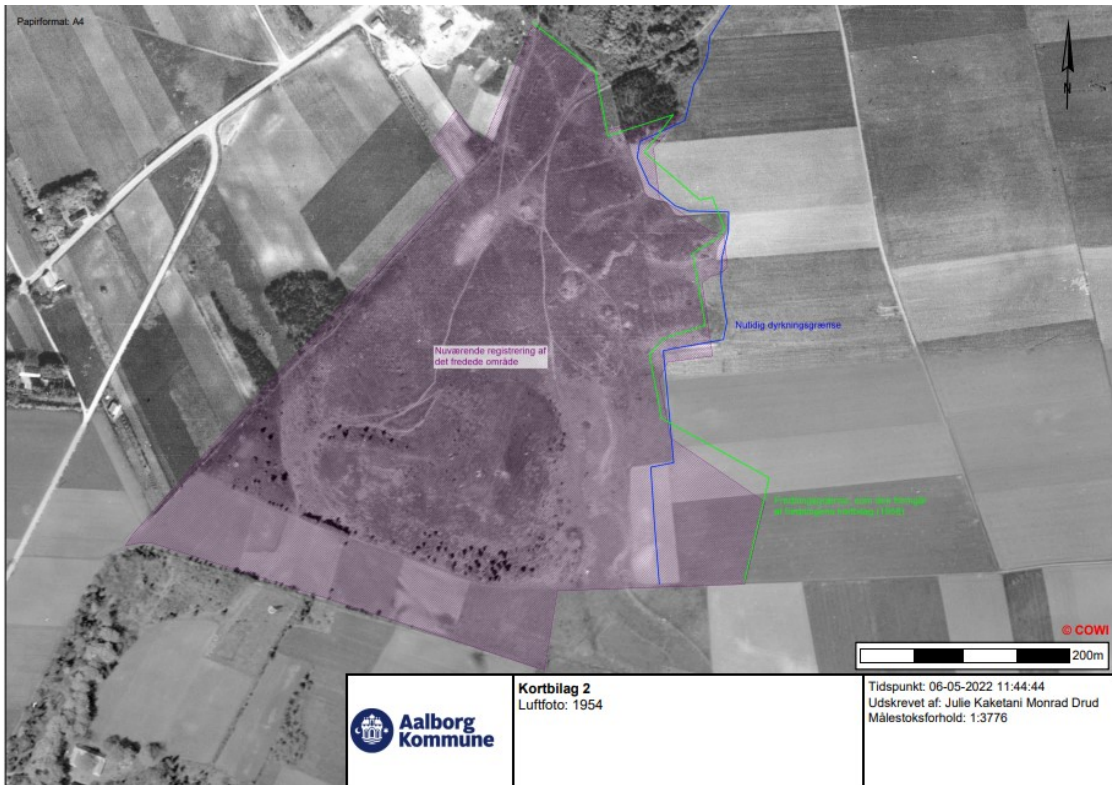 Papirformat: A4
N
Nutidig dyrkningsgrænse
Nuværende registrering af
det fredede område
© COWI
200m
Aalborg
Kommune
Kortbilag 2
Luftfoto: 1954
Tidspunkt: 06-05-2022 11:44:44
Udskrevet af: Julie Kaketani Monrad Drud
Målestoksforhold: 1:3776